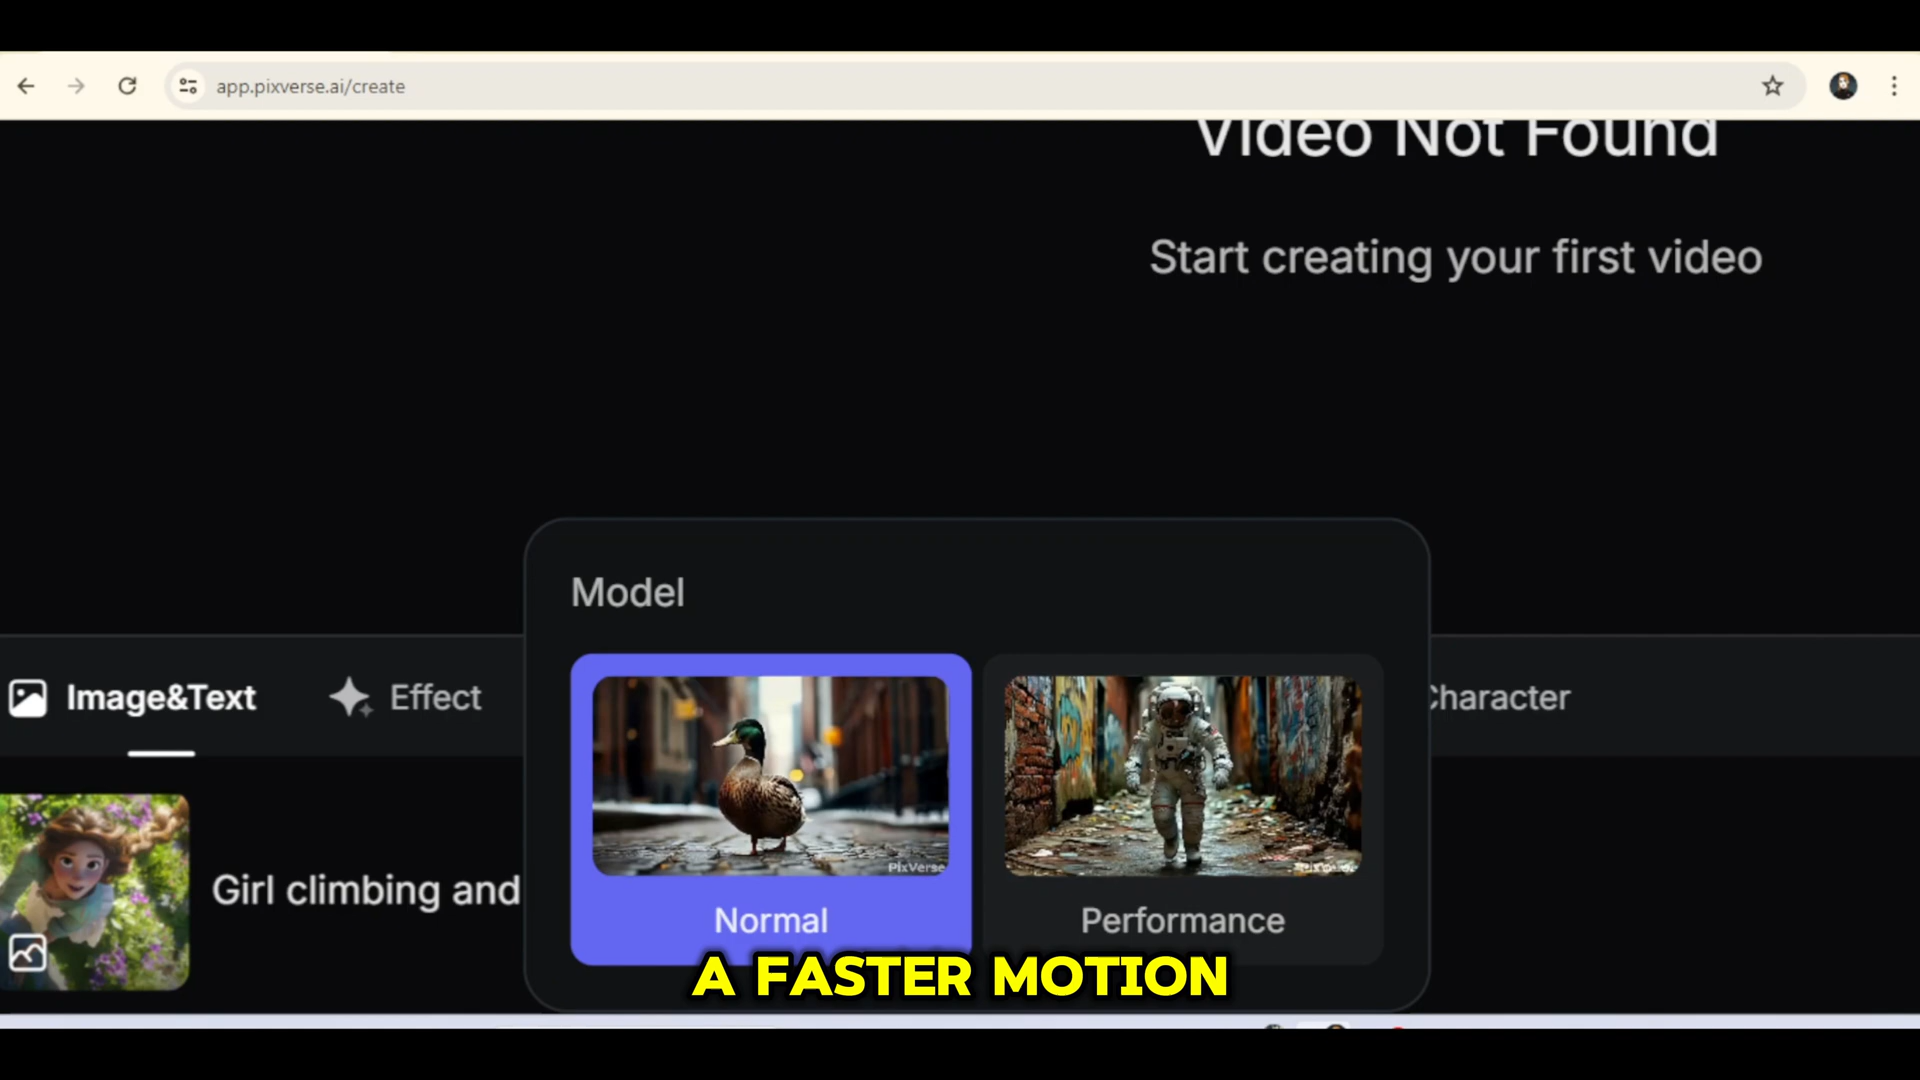 app.pixverse.ai/create
Video Not Found
Start creating your first video
Model
Image&Text
Effect
Character
PixVerse
Girl climbing and
Normal
Performance
A FASTER MOTION